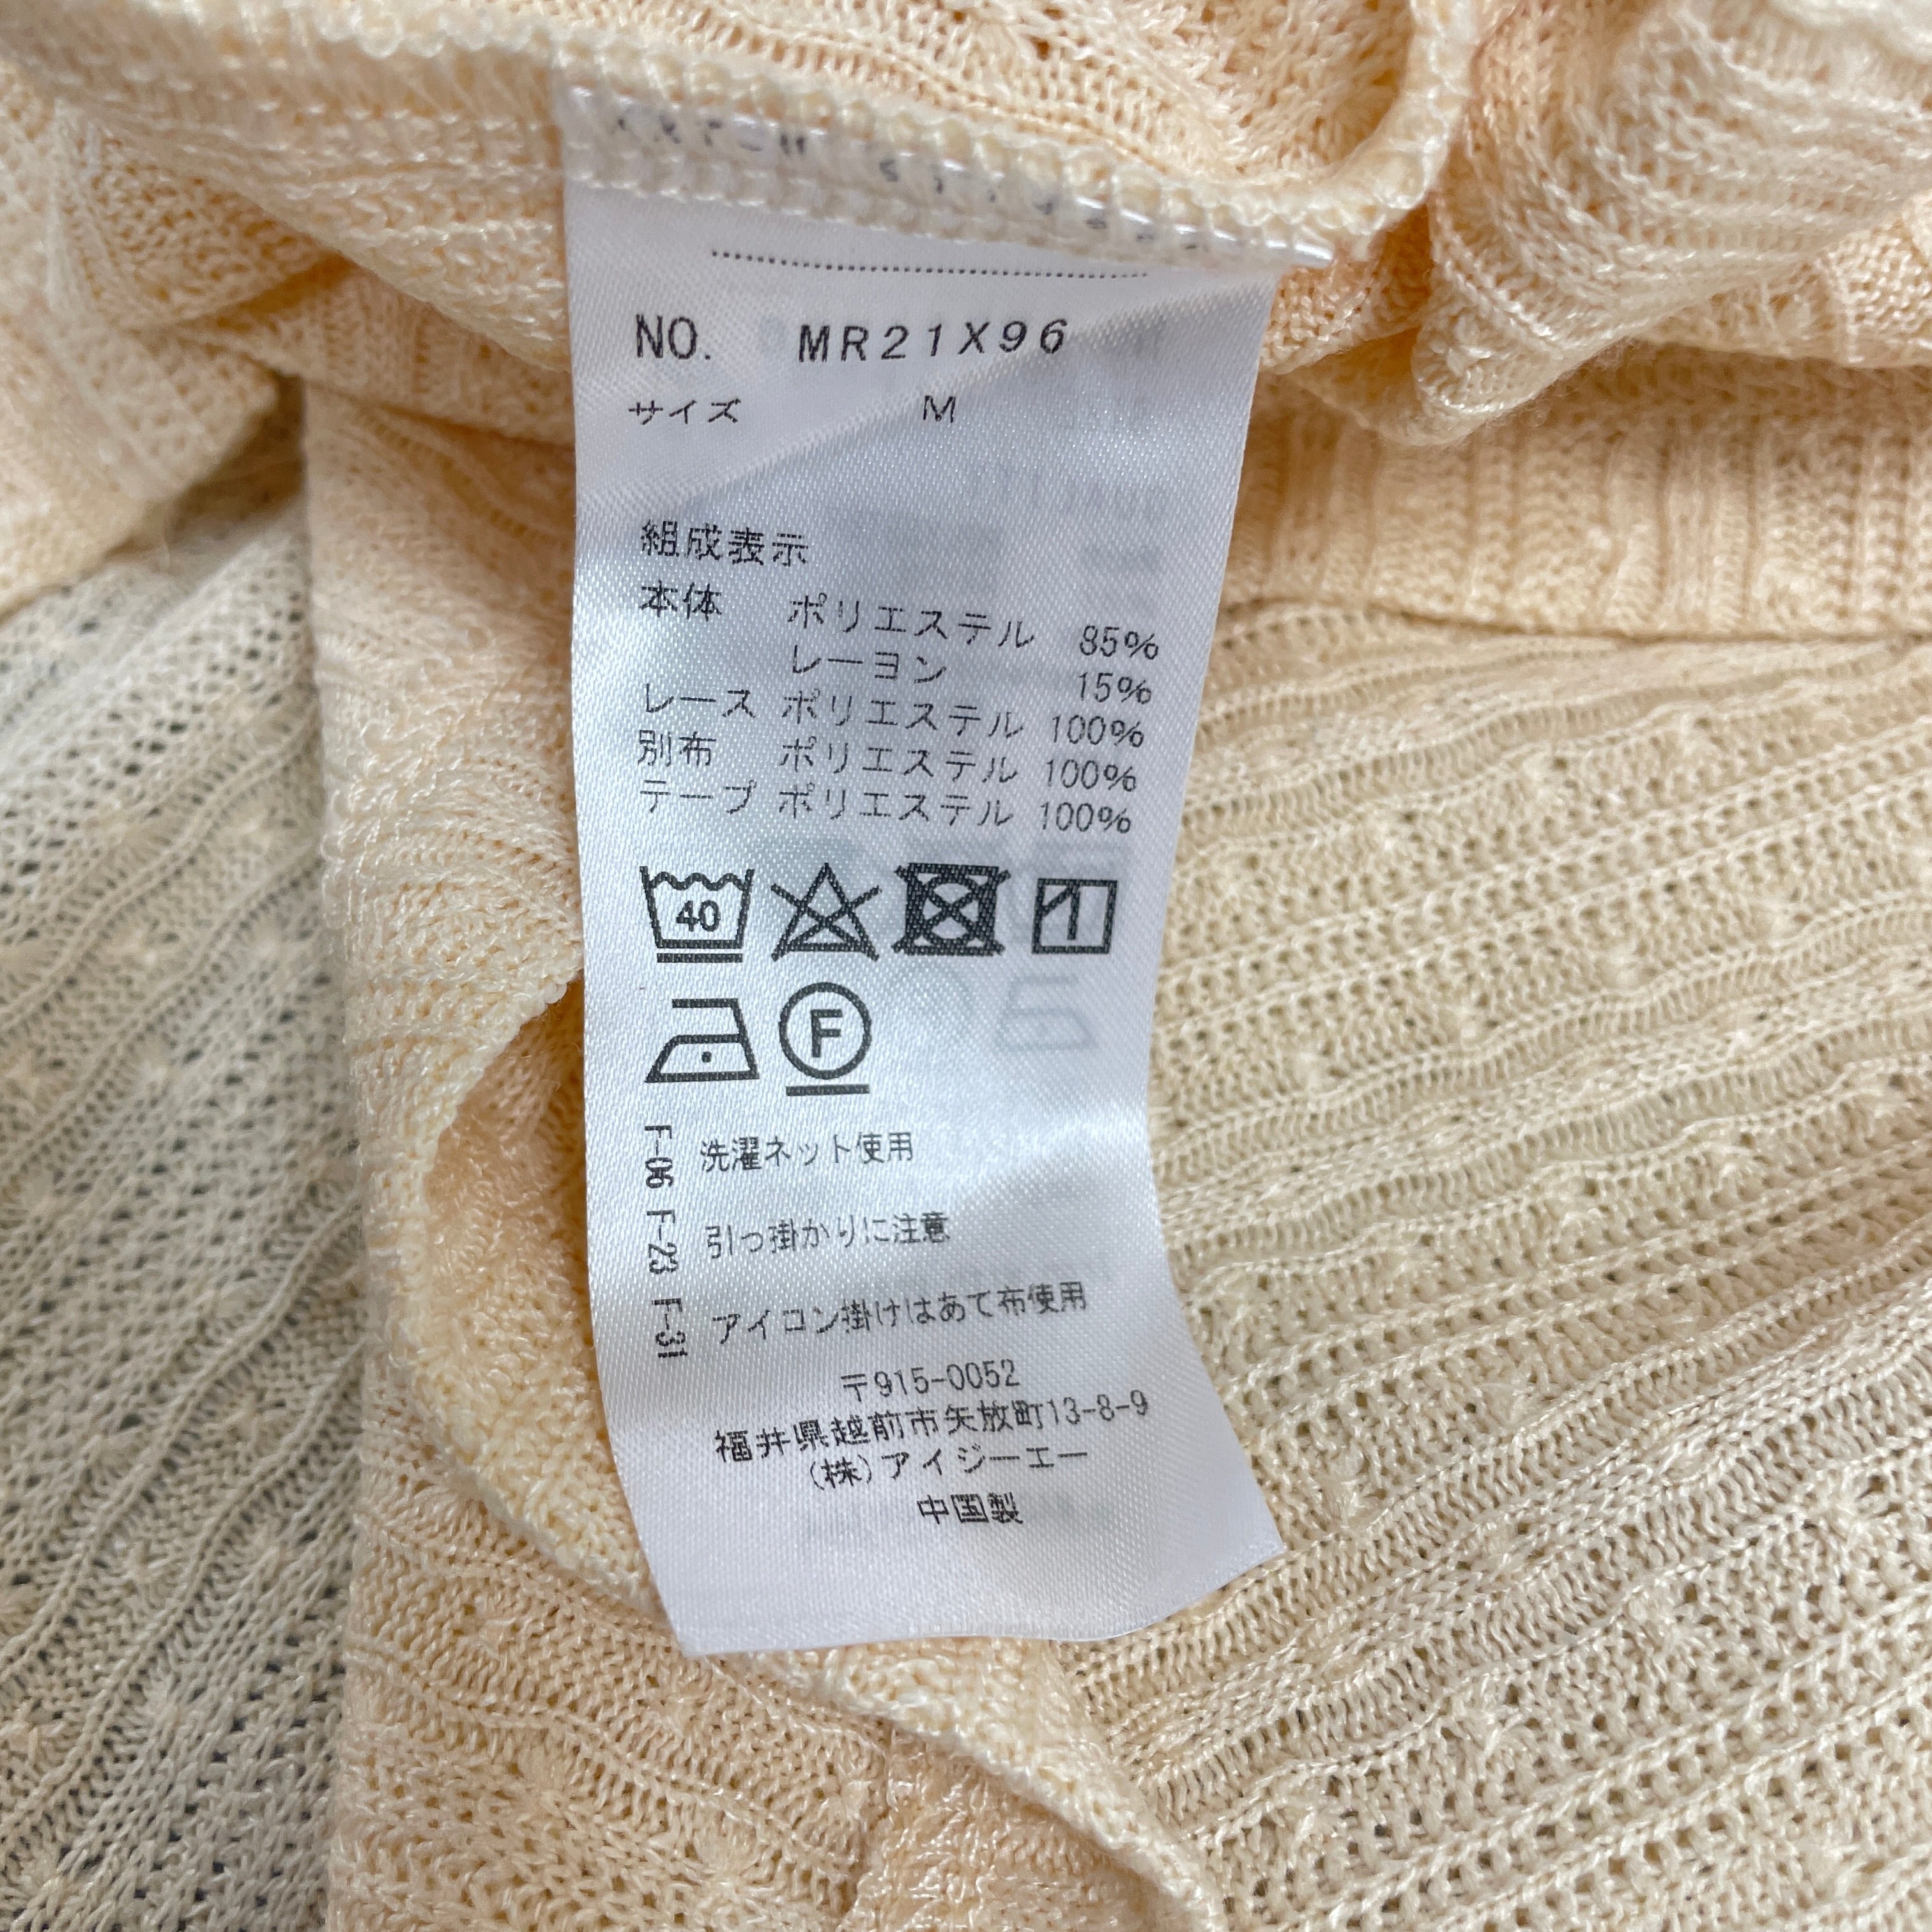 NO. MR21X96
サイズ M
組成表示
本体 ポリエステル 85%
レーヨン 15%
レース ポリエステル 100%
別布 ポリエステル 100%
テープ ポリエステル 100%
40
F
F-06 洗濯ネット使用
F-23 引っ掛かりに注意
F-31 アイロン掛けはあて布使用
〒915-0052
福井県越前市矢放町13-8-9
(株)アイジーエー
中国製